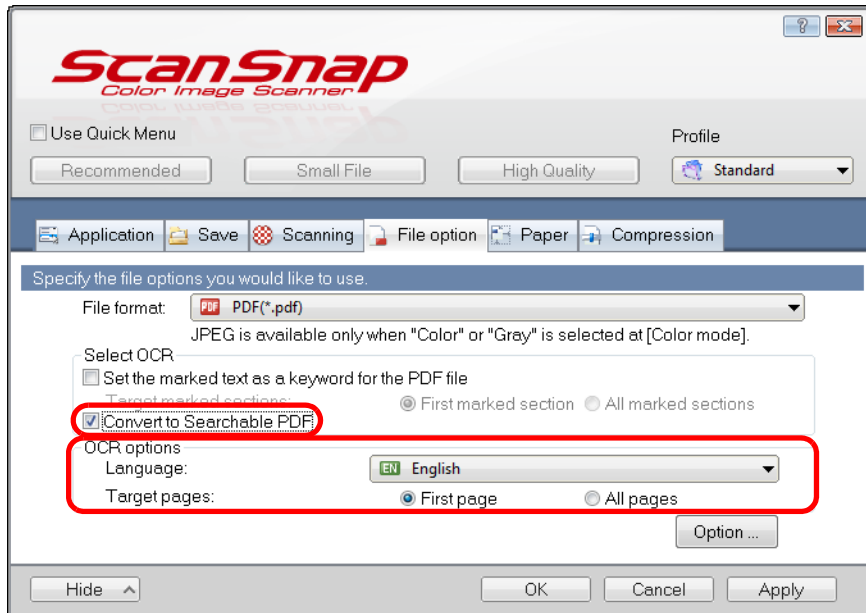 ScanSnap
Color Image Scanner
Use Quick Menu
Profile
Recommended Small File High Quality Standard
Application Save Scanning File option Paper Compression
Specify the file options you would like to use.
File format: PDF PDF(*.pdf)
JPEG is available only when "Color" or "Gray" is selected at [Color mode].
Select OCR
Set the marked text as a keyword for the PDF file
Target marked sections: First marked section All marked sections
Convert to Searchable PDF
OCR options
Language: EN English
Target pages: First page All pages
Option ...
Hide OK Cancel Apply